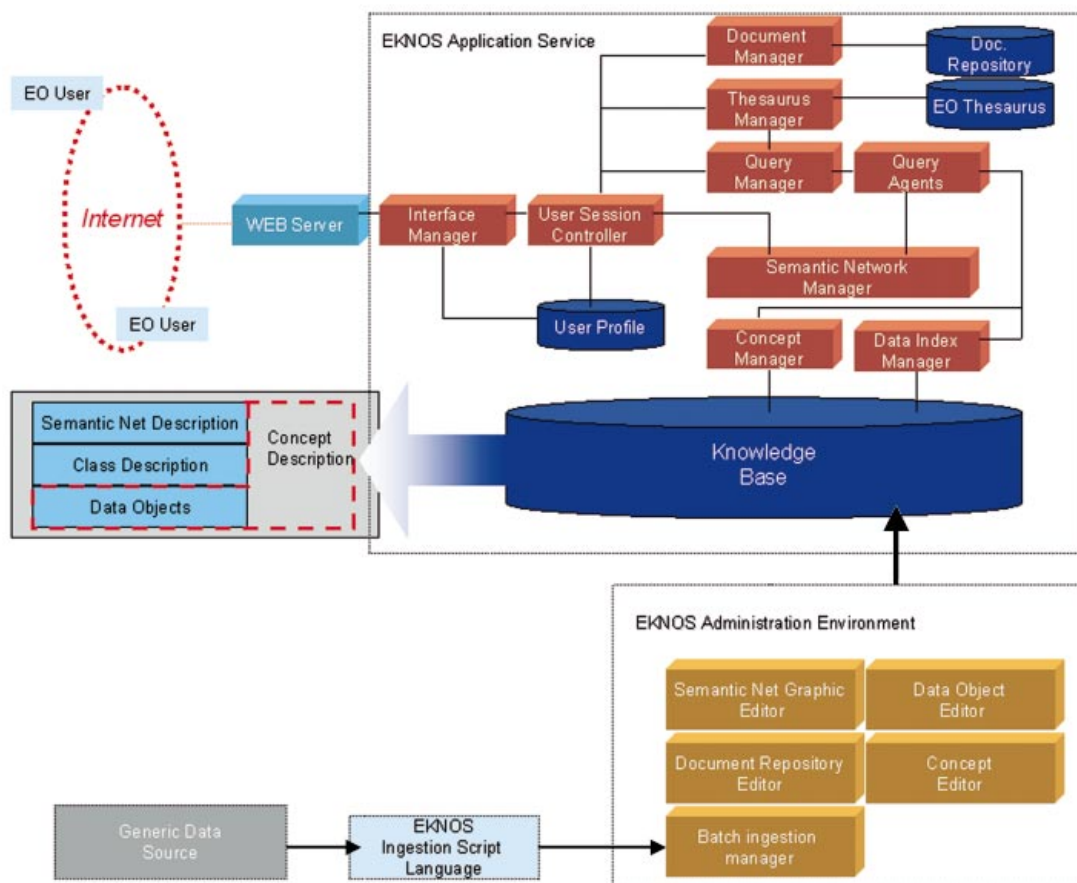 EKNOS Application Service
Document
Manager
Doc.
Repository
EO User
Thesaurus
Manager
EO Thesaurus
Query
Manager
Query
Agents
Internet
WEB Server
Interface
Manager
User Session
Controller
Semantic Network
Manager
EO User
User Profile
Concept
Manager
Data Index
Manager
Semantic Net Description
Class Description
Data Objects
Concept
Description
Knowledge
Base
EKNOS Administration Environment
Semantic Net Graphic
Editor
Data Object
Editor
Document Repository
Editor
Concept
Editor
Generic Data
Source
EKNOS
Ingestion Script
Language
Batch ingestion
manager